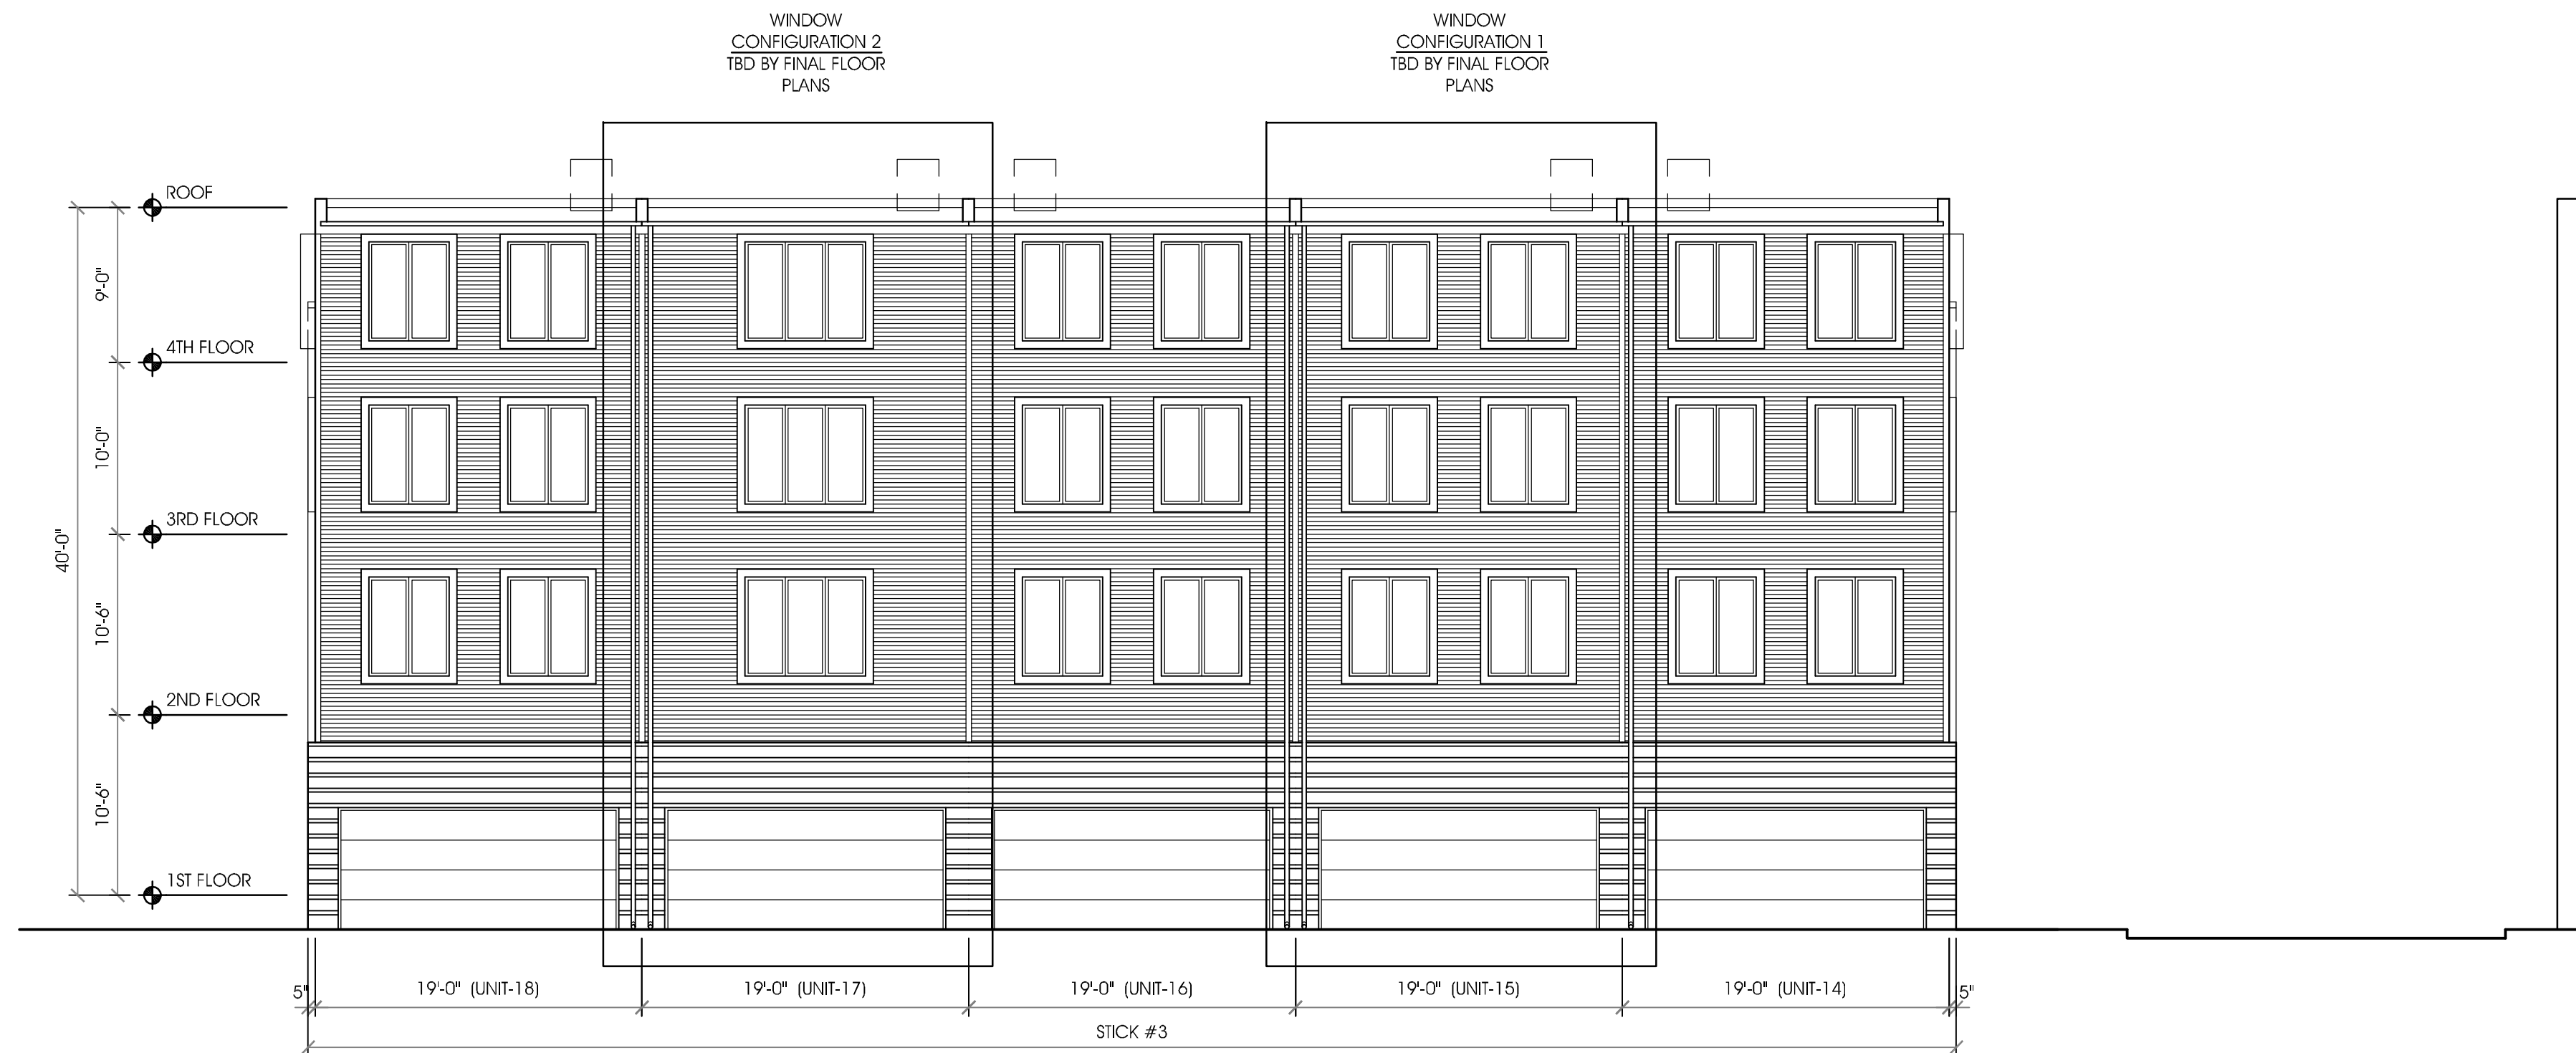 WINDOW
CONFIGURATION 2
TBD BY FINAL FLOOR
PLANS
WINDOW
CONFIGURATION 1
TBD BY FINAL FLOOR
PLANS
ROOF
9'-0"
4TH FLOOR
10'-0"
3RD FLOOR
40'-0"
10'-6"
2ND FLOOR
10'-6"
1ST FLOOR
5"
19'-0" (UNIT-18)
19'-0" (UNIT-17)
19'-0" (UNIT-16)
19'-0" (UNIT-15)
19'-0" (UNIT-14)
5"
STICK #3